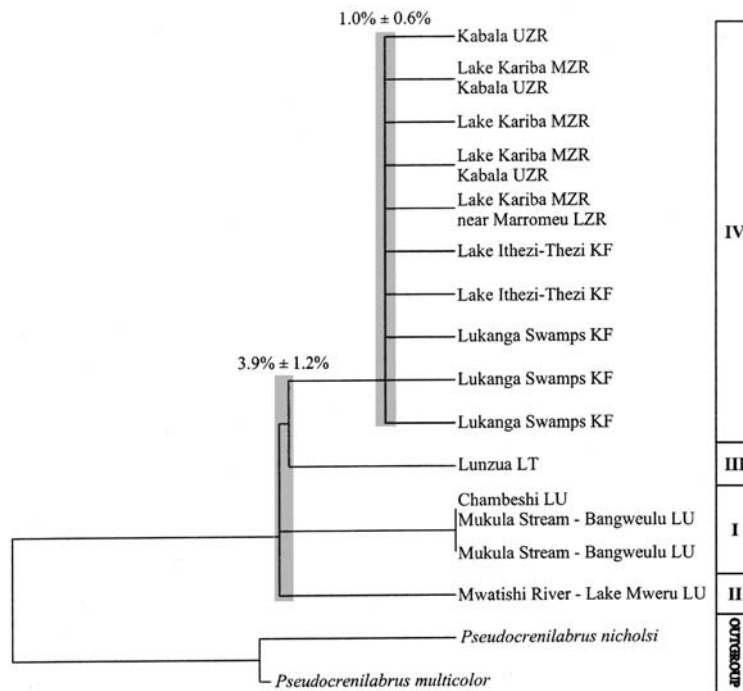 1.0% ± 0.6%
Kabala UZR
Lake Kariba MZR
Kabala UZR
Lake Kariba MZR
Lake Kariba MZR
Kabala UZR
Lake Kariba MZR
near Marromeu LZR
Lake Ithezi-Thezi KF
Lake Ithezi-Thezi KF
Lukanga Swamps KF
3.9% ± 1.2%
Lukanga Swamps KF
Lukanga Swamps KF
IV
Lunzua LT
III
Chambeshi LU
Mukula Stream - Bangweulu LU
Mukula Stream - Bangweulu LU
I
Mwatishi River - Lake Mweru LU
II
Pseudocrenilabrus nicholsi
Pseudocrenilabrus multicolor
OUTGROUP